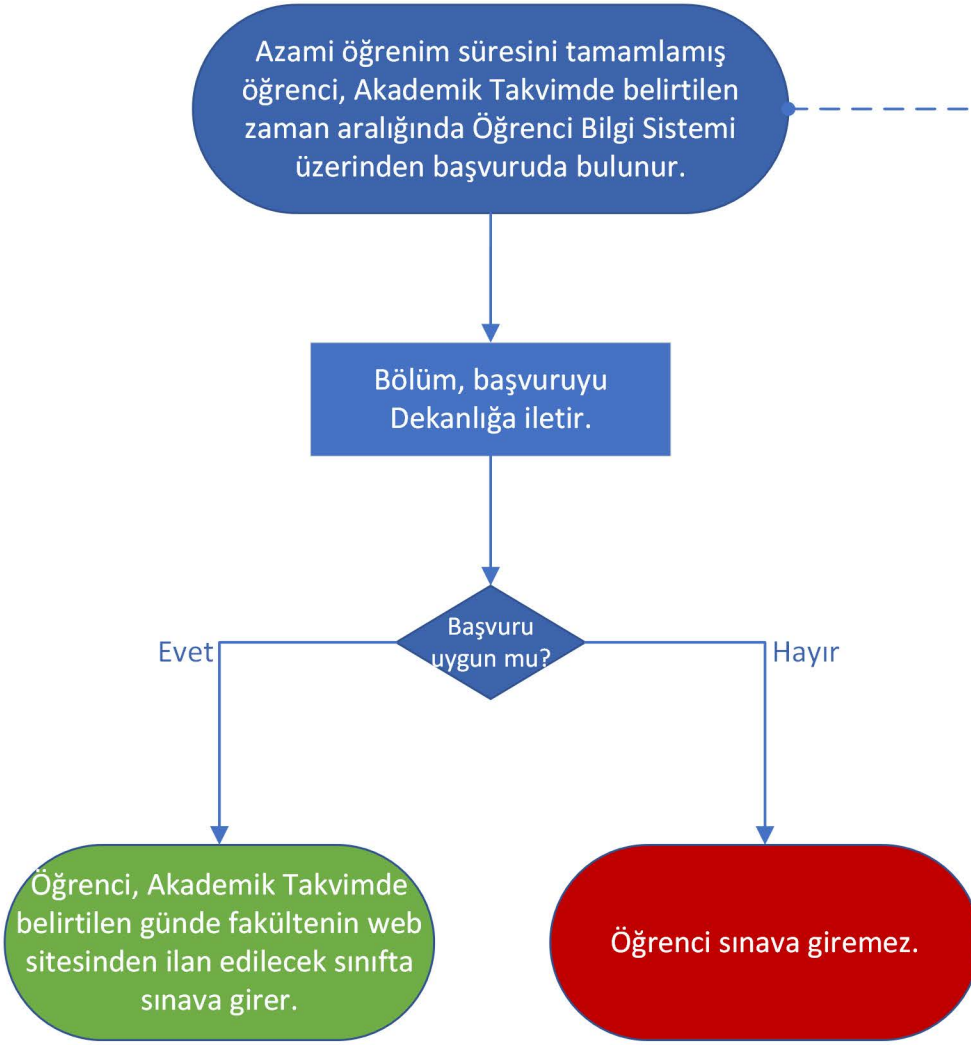 Azami öğrenim süresini tamamlamış
öğrenci, Akademik Takvimde belirtilen
zaman aralığında Öğrenci Bilgi Sistemi
üzerinden başvuruda bulunur.
Bölüm, başvuruyu
Dekanlığa iletir.
Başvuru
uygun mu?
Evet
Hayır
Öğrenci, Akademik Takvimde
belirtilen günde fakültenin web
sitesinden ilan edilecek sınıfta
sınava girer.
Öğrenci sınava giremez.